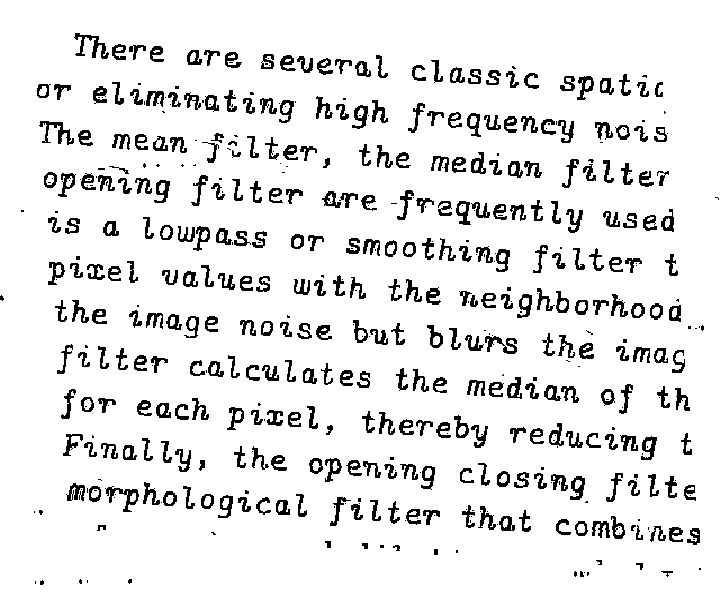 There are several classic spatic
or eliminating high frequency nois
The mean filter, the median filter
opening filter are frequently used
is a lowpass or smoothing filter t
pixel values with the neighborhood
the image noise but blurs the imag
filter calculates the median of th
for each pixel, thereby reducing t
Finally, the opening closing filte
morphological filter that combines